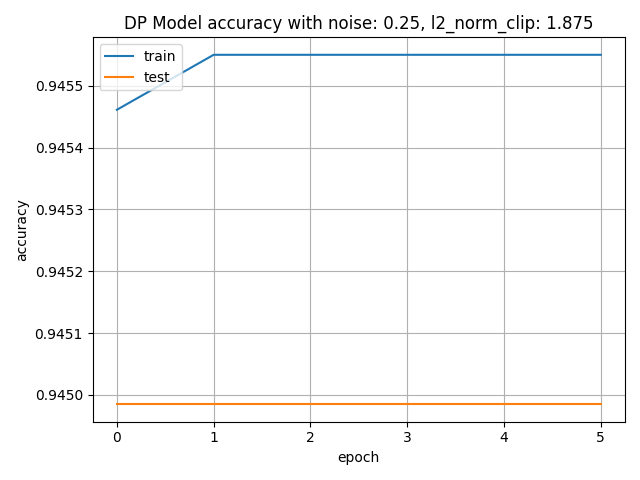 DP Model accuracy with noise: 0.25, l2_norm_clip: 1.875
train
test
0.9455
0.9454
0.9453
0.9452
0.9451
0.9450
accuracy
0 1 2 3 4 5
epoch